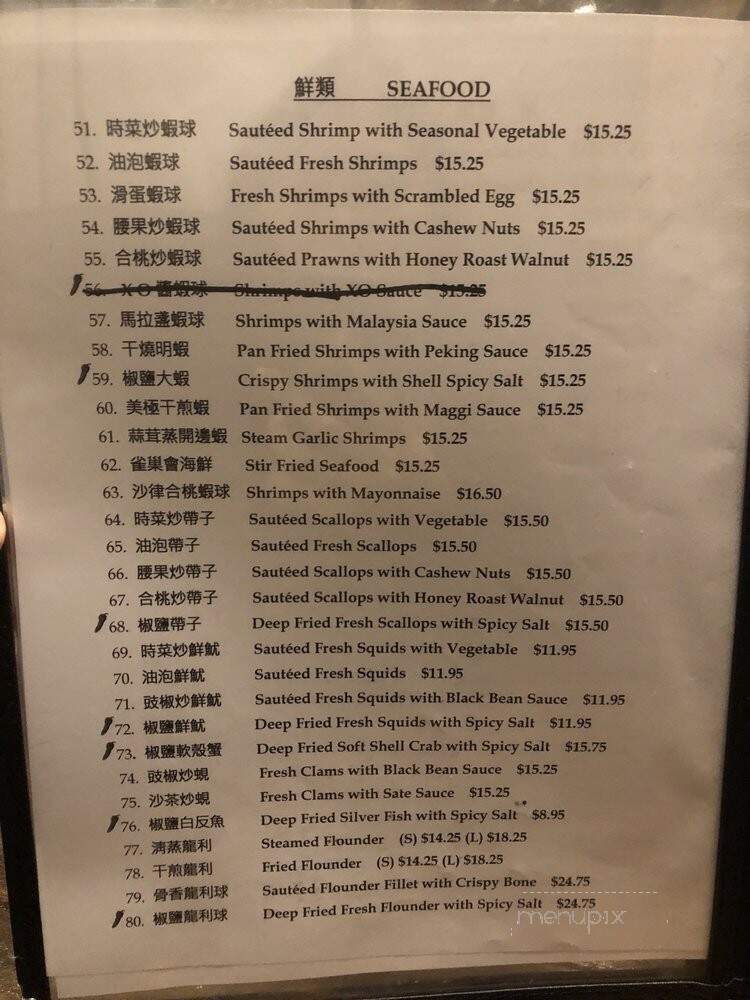 鮮類 SEAFOOD
51. 時菜炒蝦球 Sautéed Shrimp with Seasonal Vegetable $15.25
52. 油泡蝦球 Sautéed Fresh Shrimps $15.25
53. 滑蛋蝦球 Fresh Shrimps with Scrambled Egg $15.25
54. 腰果炒蝦球 Sautéed Shrimps with Cashew Nuts $15.25
55. 合桃炒蝦球 Sautéed Prawns with Honey Roast Walnut $15.25
56. X O 醬蝦球 Shrimps with XO Sauce $15.25
57. 馬拉盞蝦球 Shrimps with Malaysia Sauce $15.25
58. 干燒明蝦 Pan Fried Shrimps with Peking Sauce $15.25
59. 椒鹽大蝦 Crispy Shrimps with Shell Spicy Salt $15.25
60. 美極干煎蝦 Pan Fried Shrimps with Maggi Sauce $15.25
61. 蒜茸蒸開邊蝦 Steam Garlic Shrimps $15.25
62. 雀巢會海鮮 Stir Fried Seafood $15.25
63. 沙律合桃蝦球 Shrimps with Mayonnaise $16.50
64. 時菜炒帶子 Sautéed Scallops with Vegetable $15.50
65. 油泡帶子 Sautéed Fresh Scallops $15.50
66. 腰果炒帶子 Sautéed Scallops with Cashew Nuts $15.50
67. 合桃炒帶子 Sautéed Scallops with Honey Roast Walnut $15.50
68. 椒鹽帶子 Deep Fried Fresh Scallops with Spicy Salt $15.50
69. 時菜炒鮮魷 Sautéed Fresh Squids with Vegetable $11.95
70. 油泡鮮魷 Sautéed Fresh Squids $11.95
71. 豉椒炒鮮魷 Sautéed Fresh Squids with Black Bean Sauce $11.95
72. 椒鹽鮮魷 Deep Fried Fresh Squids with Spicy Salt $11.95
73. 椒鹽軟殼蟹 Deep Fried Soft Shell Crab with Spicy Salt $15.75
74. 豉椒炒蜆 Fresh Clams with Black Bean Sauce $15.25
75. 沙茶炒蜆 Fresh Clams with Sate Sauce $15.25
76. 椒鹽白反魚 Deep Fried Silver Fish with Spicy Salt $8.95
77. 清蒸龍利 Steamed Flounder (S) $14.25 (L) $18.25
78. 干煎龍利 Fried Flounder (S) $14.25 (L) $18.25
79. 骨香龍利球 Sautéed Flounder Fillet with Crispy Bone $24.75
80. 椒鹽龍利球 Deep Fried Fresh Flounder with Spicy Salt $24.75
menupix